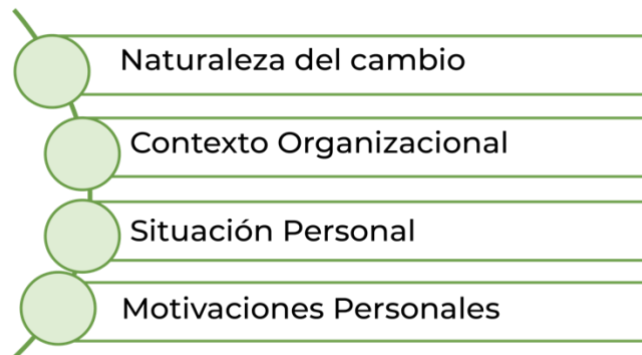 Naturaleza del cambio
Contexto Organizacional
Situación Personal
Motivaciones Personales